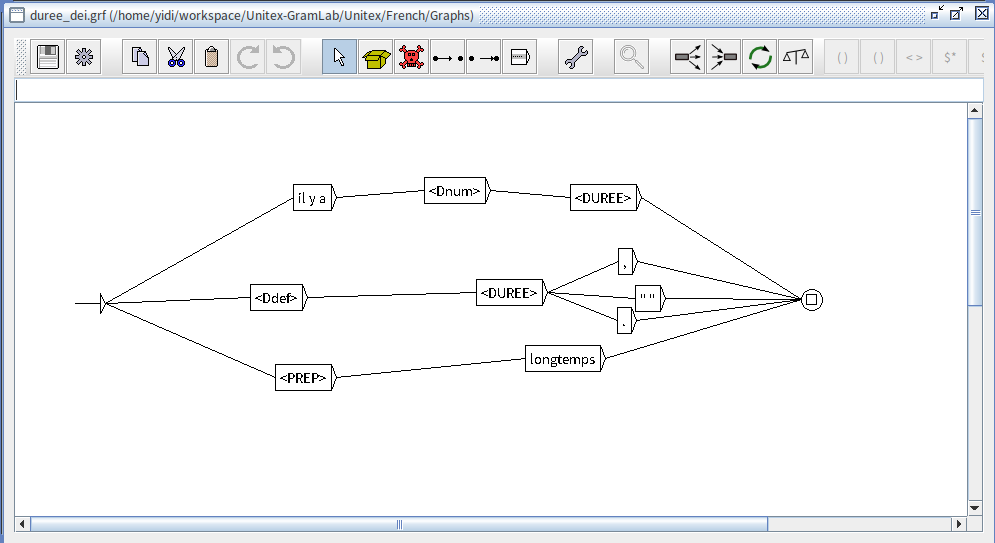 duree_dei.grf (/home/yidi/workspace/Unitex-GramLab/Unitex/French/Graphs)
() () <> $*
il y a <Dnum> <DUREE>
,
<Ddef> <DUREE> " "
.
<PREP> longtemps